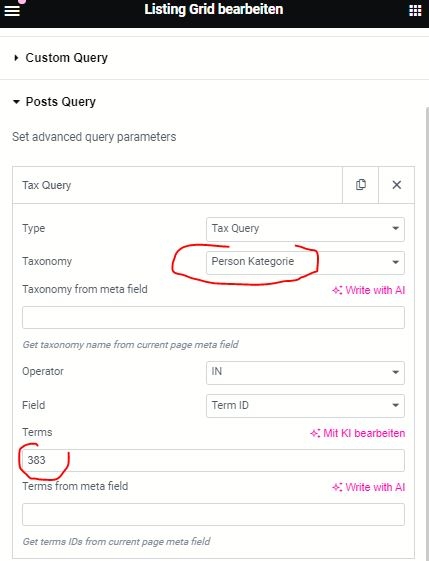 Listing Grid bearbeiten
Custom Query
Posts Query
Set advanced query parameters
Tax Query
Type Tax Query
Taxonomy Person Kategorie
Taxonomy from meta field Write with AI
Get taxonomy name from current page meta field
Operator IN
Field Term ID
Terms Mit KI bearbeiten
383
Terms from meta field Write with AI
Get terms IDs from current page meta field